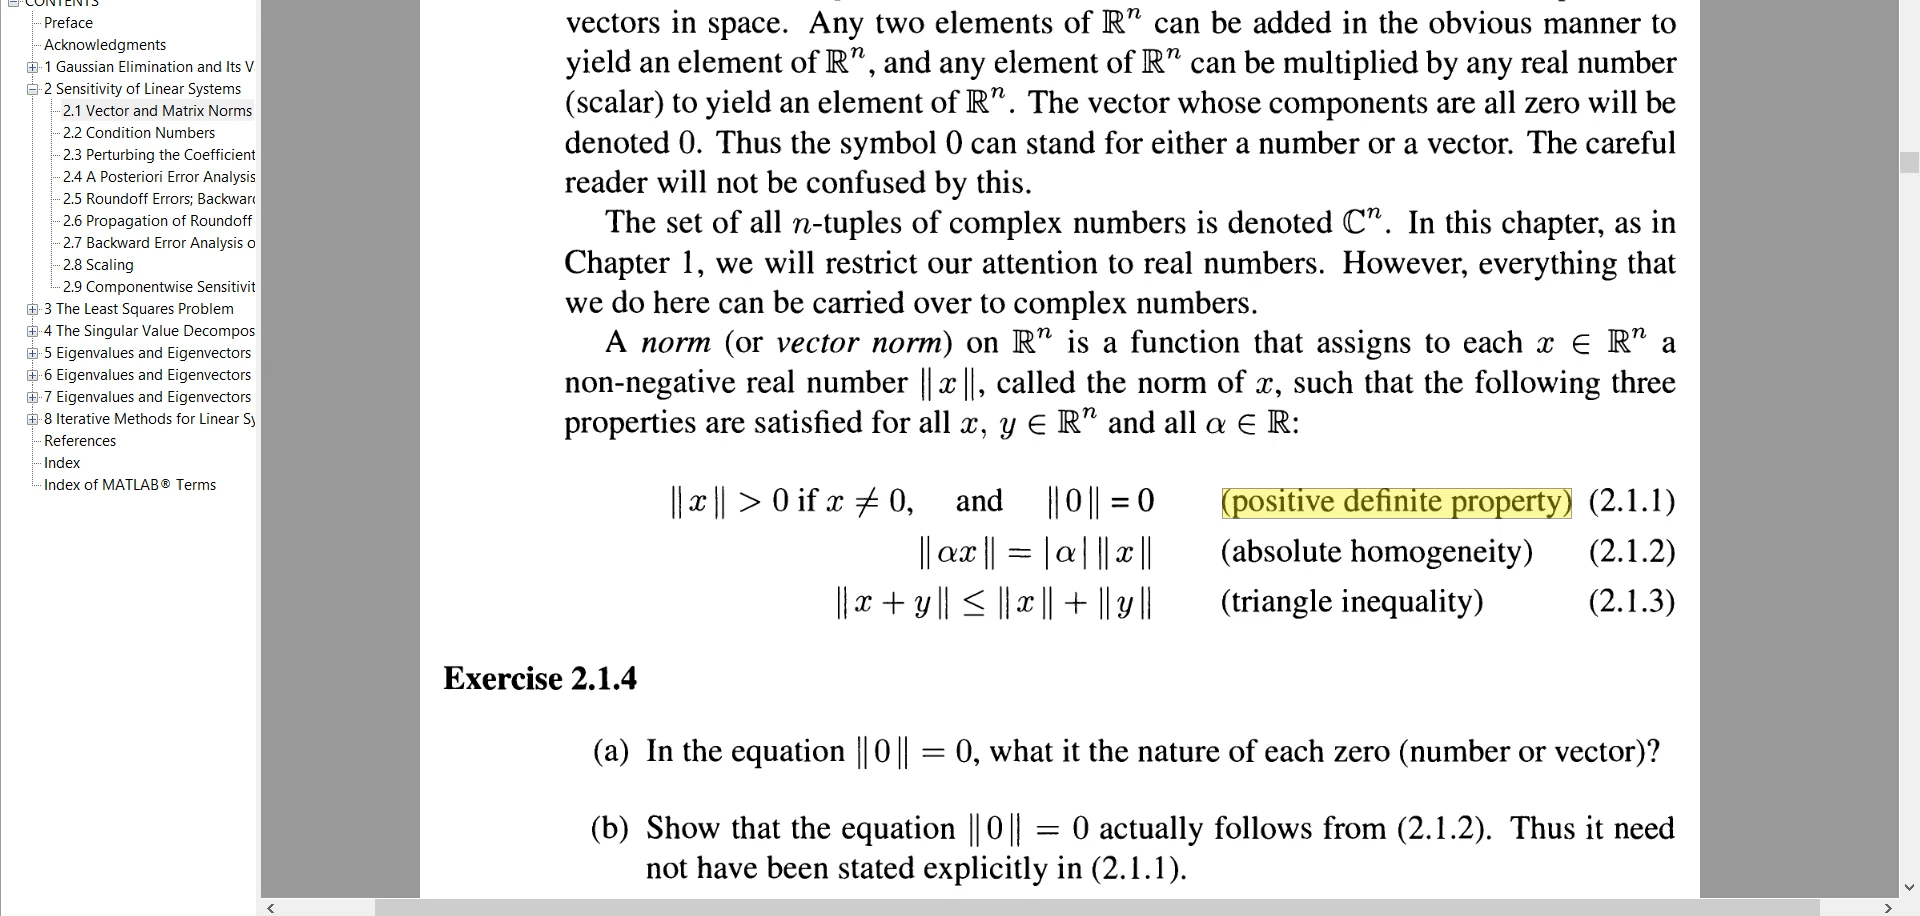 CONTENTS
Preface
Acknowledgments
1 Gaussian Elimination and Its V
2 Sensitivity of Linear Systems
2.1 Vector and Matrix Norms
2.2 Condition Numbers
2.3 Perturbing the Coefficient
2.4 A Posteriori Error Analysis
2.5 Roundoff Errors; Backward
2.6 Propagation of Roundoff
2.7 Backward Error Analysis o
2.8 Scaling
2.9 Componentwise Sensitivit
3 The Least Squares Problem
4 The Singular Value Decompos
5 Eigenvalues and Eigenvectors
6 Eigenvalues and Eigenvectors
7 Eigenvalues and Eigenvectors
8 Iterative Methods for Linear Sy
References
Index
Index of MATLAB® Terms
vectors in space. Any two elements of ℝⁿ can be added in the obvious manner to
yield an element of ℝⁿ, and any element of ℝⁿ can be multiplied by any real number
(scalar) to yield an element of ℝⁿ. The vector whose components are all zero will be
denoted 0. Thus the symbol 0 can stand for either a number or a vector. The careful
reader will not be confused by this.
The set of all n-tuples of complex numbers is denoted ℂⁿ. In this chapter, as in
Chapter 1, we will restrict our attention to real numbers. However, everything that
we do here can be carried over to complex numbers.
A norm (or vector norm) on ℝⁿ is a function that assigns to each x ∈ ℝⁿ a
non-negative real number ‖x‖, called the norm of x, such that the following three
properties are satisfied for all x, y ∈ ℝⁿ and all α ∈ ℝ:
‖x‖ > 0 if x ≠ 0, and ‖0‖ = 0 (positive definite property) (2.1.1)
‖αx‖ = |α| ‖x‖ (absolute homogeneity) (2.1.2)
‖x + y‖ ≤ ‖x‖ + ‖y‖ (triangle inequality) (2.1.3)
Exercise 2.1.4
(a) In the equation ‖0‖ = 0, what it the nature of each zero (number or vector)?
(b) Show that the equation ‖0‖ = 0 actually follows from (2.1.2). Thus it need
not have been stated explicitly in (2.1.1).